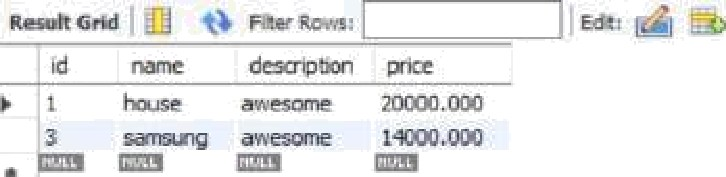 Result Grid Filter Rows: Edit:
id name description price
1 house awesome 20000.000
3 samsung awesome 14000.000
NULL NULL NULL NULL